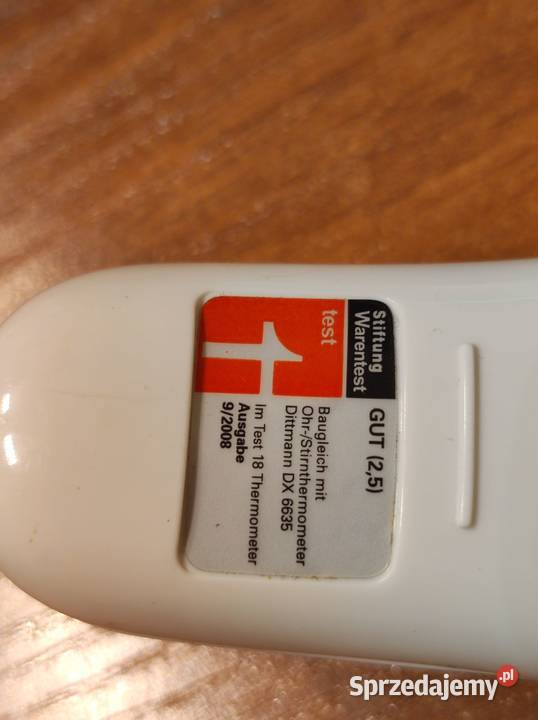 Stiftung
Warentest
test
GUT (2,5)
Baugleich mit
Ohr-/Stirnthermometer
Dittmann DX 6635
Im Test 18 Thermometer
Ausgabe
9/2008
Sprzedajemy.pl